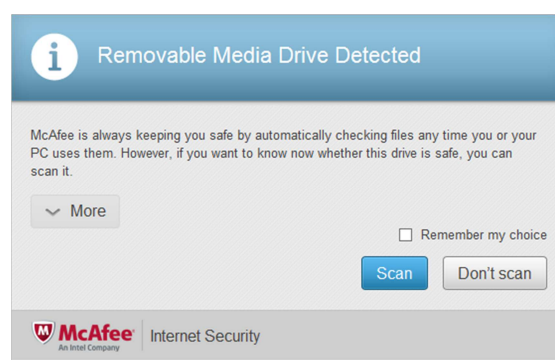 Removable Media Drive Detected
McAfee is always keeping you safe by automatically checking files any time you or your
PC uses them. However, if you want to know now whether this drive is safe, you can
scan it.
More
Remember my choice
Scan Don't scan
McAfee Internet Security
An Intel Company